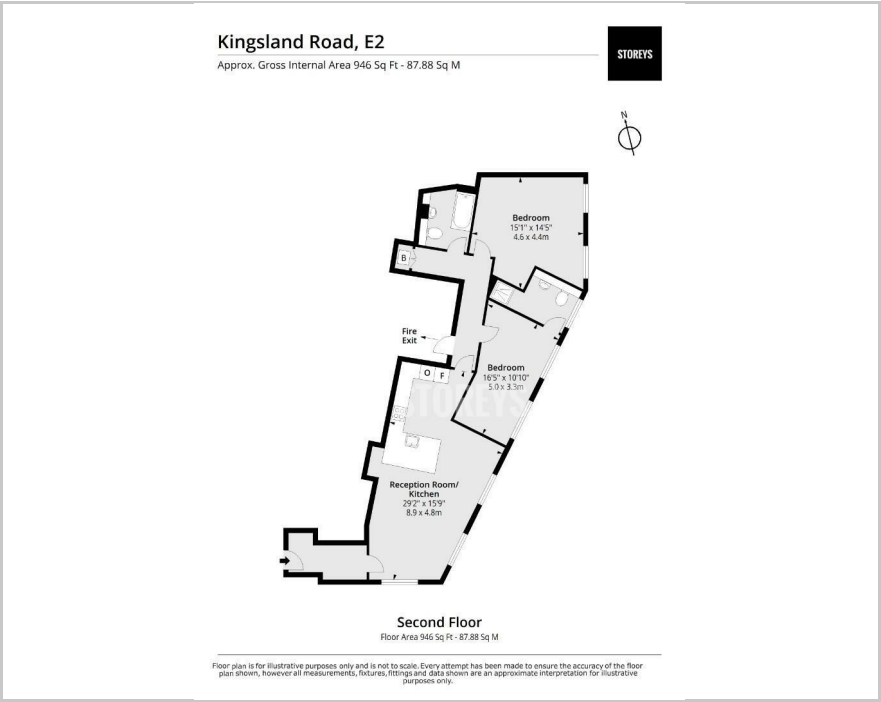 Kingsland Road, E2
Approx. Gross Internal Area 946 Sq Ft - 87.88 Sq M
STOREYS
N
Bedroom
15'1" x 14'5"
4.6 x 4.4m
B
Fire
Exit
O F
Bedroom
16'5" x 10'10"
5.0 x 3.3m
STOREYS
Reception Room/
Kitchen
29'2" x 15'9"
8.9 x 4.8m
Second Floor
Floor Area 946 Sq Ft - 87.88 Sq M
Floor plan is for illustrative purposes only and is not to scale. Every attempt has been made to ensure the accuracy of the floor
plan shown, however all measurements, fixtures, fittings and data shown are an approximate interpretation for illustrative
purposes only.